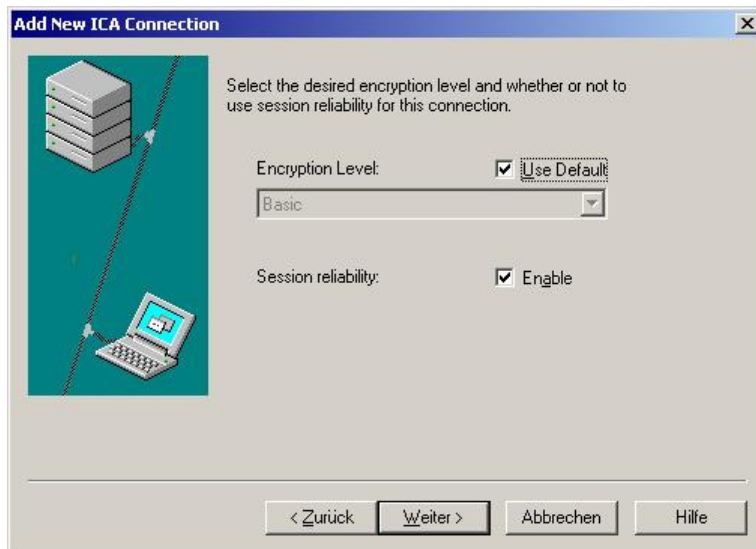 Add New ICA Connection
Select the desired encryption level and whether or not to
use session reliability for this connection.
Encryption Level:
Use Default
Basic
Session reliability:
Enable
< Zurück
Weiter >
Abbrechen
Hilfe